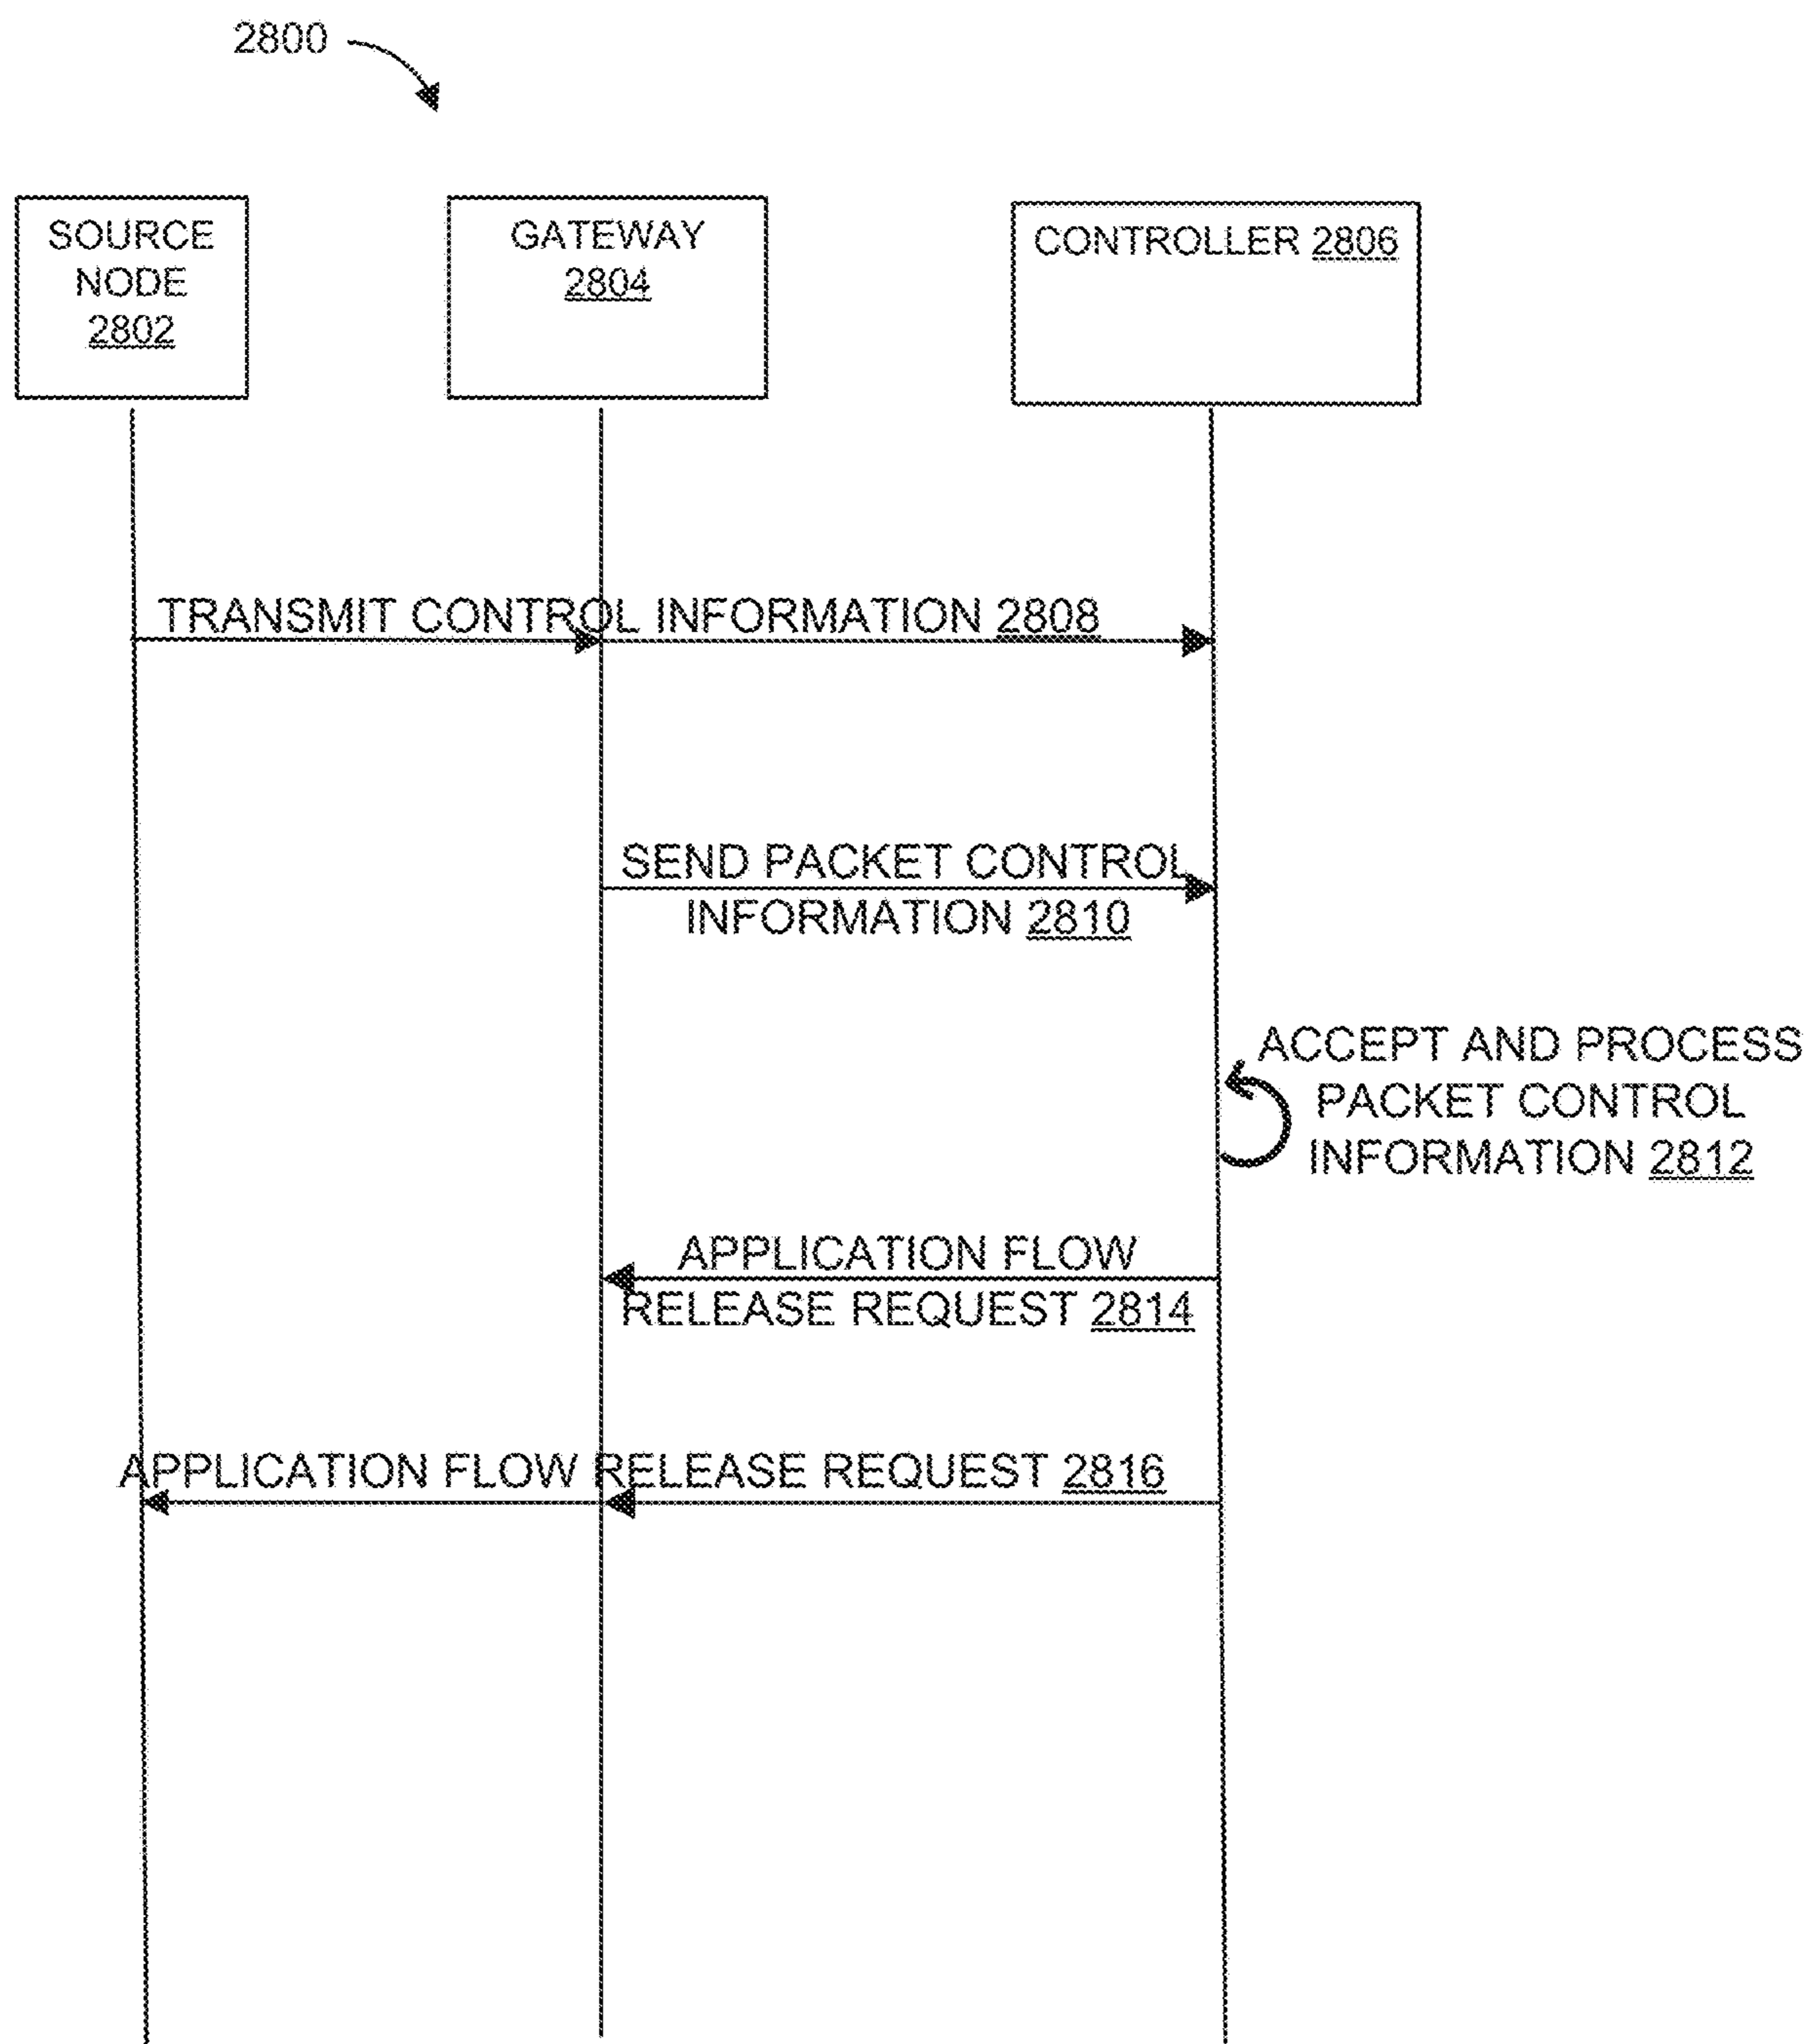 2800
SOURCE
NODE
2802
GATEWAY
2804
CONTROLLER 2806
TRANSMIT CONTROL INFORMATION 2808
SEND PACKET CONTROL
INFORMATION 2810
ACCEPT AND PROCESS
PACKET CONTROL
INFORMATION 2812
APPLICATION FLOW
RELEASE REQUEST 2814
APPLICATION FLOW RELEASE REQUEST 2816